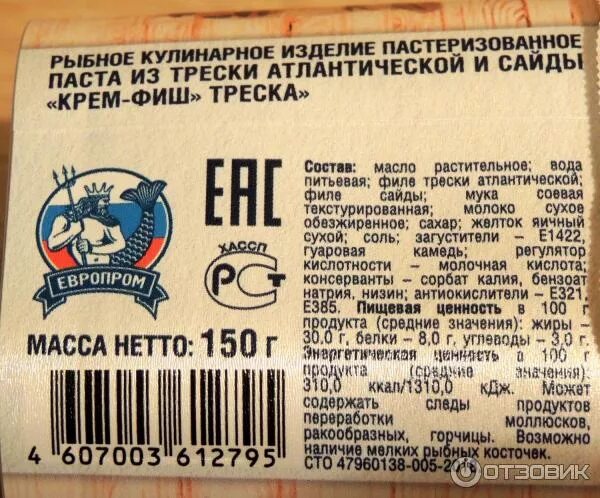 РЫБНОЕ КУЛИНАРНОЕ ИЗДЕЛИЕ ПАСТЕРИЗОВАННОЕ
ПАСТА ИЗ ТРЕСКИ АТЛАНТИЧЕСКОЙ И САЙДЫ
«КРЕМ-ФИШ» ТРЕСКА»
ЕВРОПРОМ
ЕАС
ХАССП
РСТ
МАССА НЕТТО: 150 г
4 607003 612795
Состав: масло растительное; вода
питьевая; филе трески атлантической;
филе сайды; мука соевая
текстурированная; молоко сухое
обезжиренное; сахар; желток яичный
сухой; соль; загустители – Е1422,
гуаровая камедь; регулятор
кислотности – молочная кислота;
консерванты – сорбат калия, бензоат
натрия, низин; антиокислители – Е321,
Е385. Пищевая ценность в 100 г
продукта (средние значения): жиры –
30,0 г, белки – 8,0 г, углеводы – 3,0 г.
Энергетическая ценность в 100 г
продукта (средние значения):
310,0 ккал/1310,0 кДж. Может
содержать следы продуктов
переработки моллюсков,
ракообразных, горчицы. Возможно
наличие мелких рыбных косточек.
СТО 47960138-005-2016
ОТЗОВИК